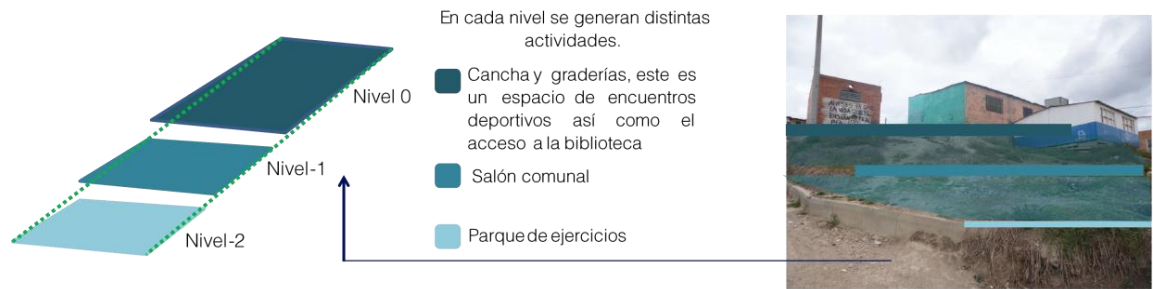 En cada nivel se generan distintas
actividades.
Nivel 0
Nivel-1
Nivel-2
Cancha y graderías, este es
un espacio de encuentros
deportivos así como el
acceso a la biblioteca
Salón comunal
Parque de ejercicios